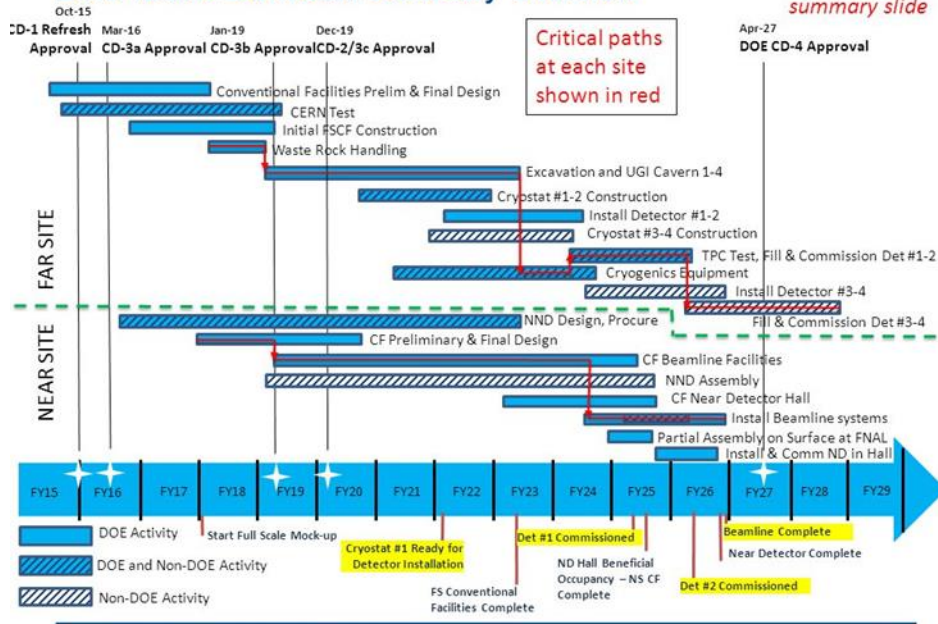 summary slide
Oct-15
CD-1 Refresh
Approval
Mar-16
CD-3a Approval
Jan-19
CD-3b Approval
Dec-19
CD-2/3c Approval
Apr-27
DOE CD-4 Approval
Critical paths
at each site
shown in red
FAR SITE
Conventional Facilities Prelim & Final Design
CERN Test
Initial FSCF Construction
Waste Rock Handling
Excavation and UGI Cavern 1-4
Cryostat #1-2 Construction
Install Detector #1-2
Cryostat #3-4 Construction
TPC Test, Fill & Commission Det #1-2
Cryogenics Equipment
Install Detector #3-4
Fill & Commission Det #3-4
NEAR SITE
NND Design, Procure
CF Preliminary & Final Design
CF Beamline Facilities
NND Assembly
CF Near Detector Hall
Install Beamline systems
Partial Assembly on Surface at FNAL
Install & Comm ND in Hall
FY15 FY16 FY17 FY18 FY19 FY20 FY21 FY22 FY23 FY24 FY25 FY26 FY27 FY28 FY29
DOE Activity
DOE and Non-DOE Activity
Non-DOE Activity
Start Full Scale Mock-up
Cryostat #1 Ready for
Detector Installation
FS Conventional
Facilities Complete
Det #1 Commissioned
ND Hall Beneficial
Occupancy – NS CF
Complete
Det #2 Commissioned
Beamline Complete
Near Detector Complete